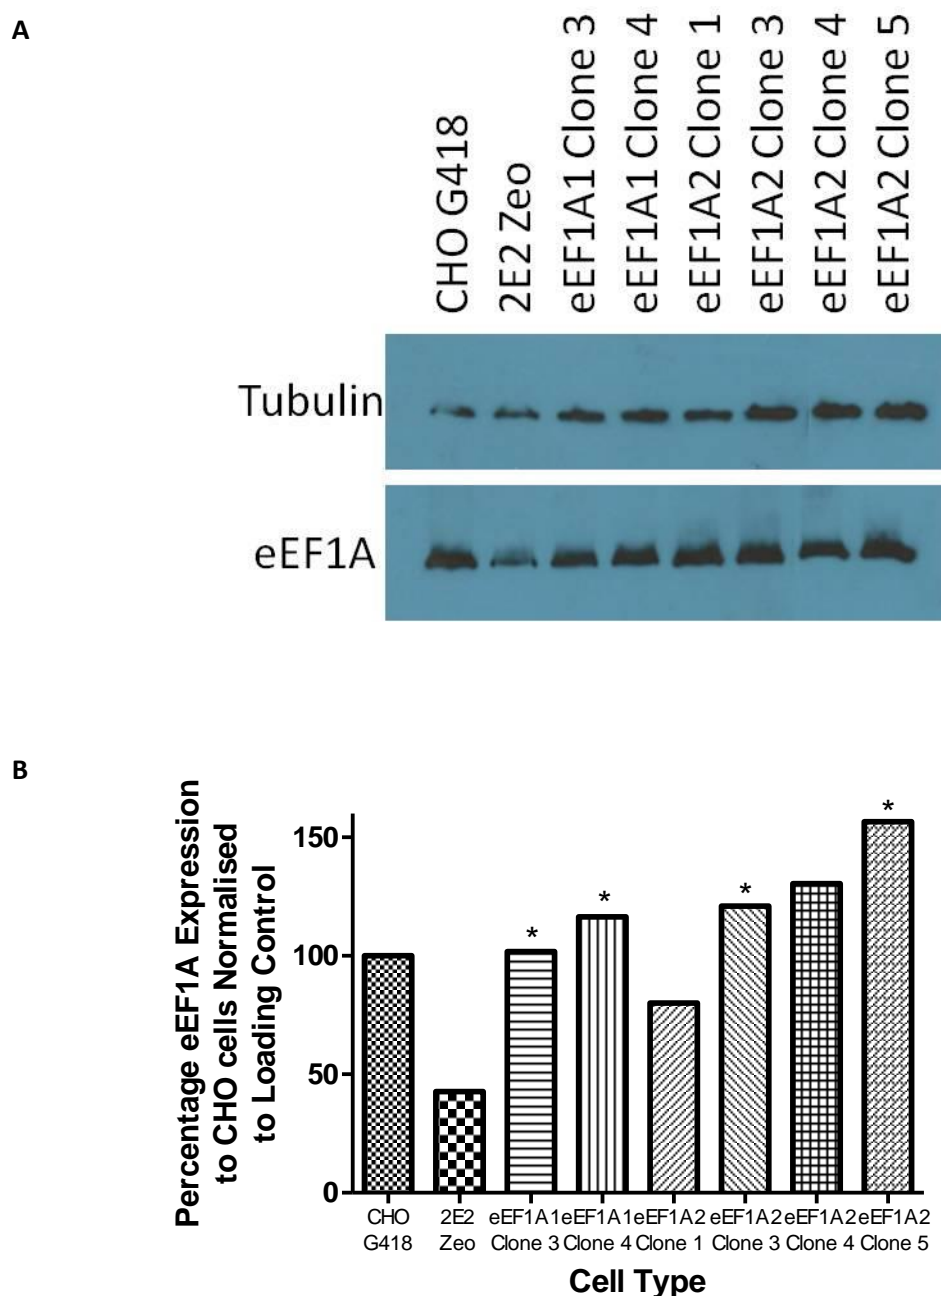 A
CHO G418
2E2 Zeo
eEF1A1 Clone 3
eEF1A1 Clone 4
eEF1A2 Clone 1
eEF1A2 Clone 3
eEF1A2 Clone 4
eEF1A2 Clone 5
Tubulin
eEF1A
B
Percentage eEF1A Expression
to CHO cells Normalised
to Loading Control
150
100
50
0
*
*
*
*
CHO
G418
2E2
Zeo
eEF1A1
Clone 3
eEF1A1
Clone 4
eEF1A2
Clone 1
eEF1A2
Clone 3
eEF1A2
Clone 4
eEF1A2
Clone 5
Cell Type